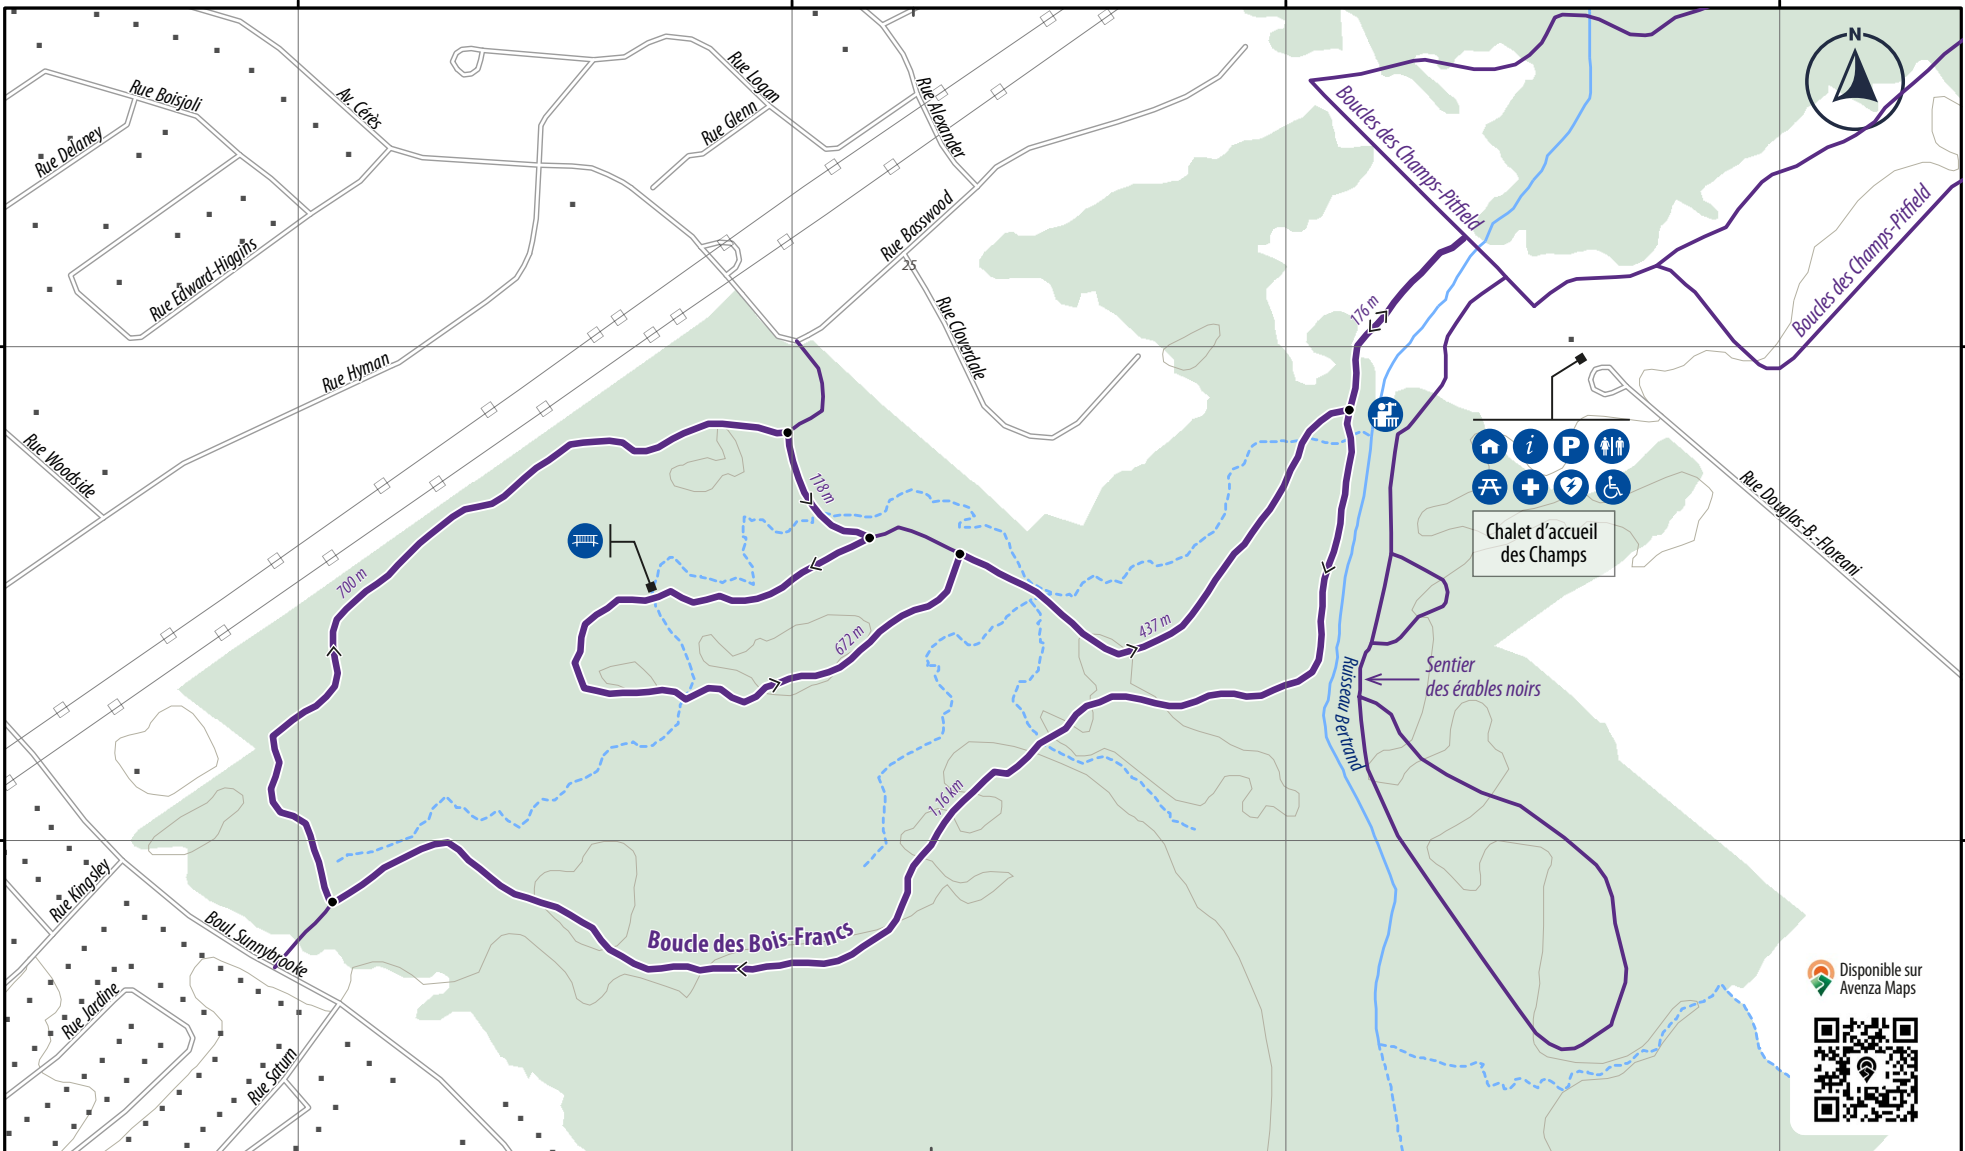 Rue Boisjoli
Rue Delaney
Av. Cérès
Rue Edward-Higgins
Rue Hyman
Rue Woodside
Rue Logan
Rue Glenn
Rue Alexander
Rue Basswood
25
Rue Cloverdale
Boucles des Champs-Pitfield
N
Boucles des Champs-Pitfield
176 m
118 m
700 m
672 m
437 m
1,16 km
i
P
Chalet d'accueil
des Champs
Rue Douglas-B.-Floreani
Sentier
des érables noirs
Ruisseau Bertrand
Boucle des Bois-Francs
Rue Kingsley
Boul. Sunnybrooke
Rue Jardine
Rue Saturn
Disponible sur
Avenza Maps